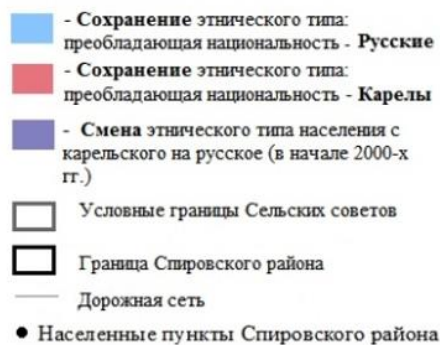 - Сохранение этнического типа:
преобладающая национальность - Русские
- Сохранение этнического типа:
преобладающая национальность - Карелы
- Смена этнического типа населения с
карельского на русское (в начале 2000-х
гг.)
Условные границы Сельских советов
Граница Спировского района
Дорожная сеть
Населенные пункты Спировского района